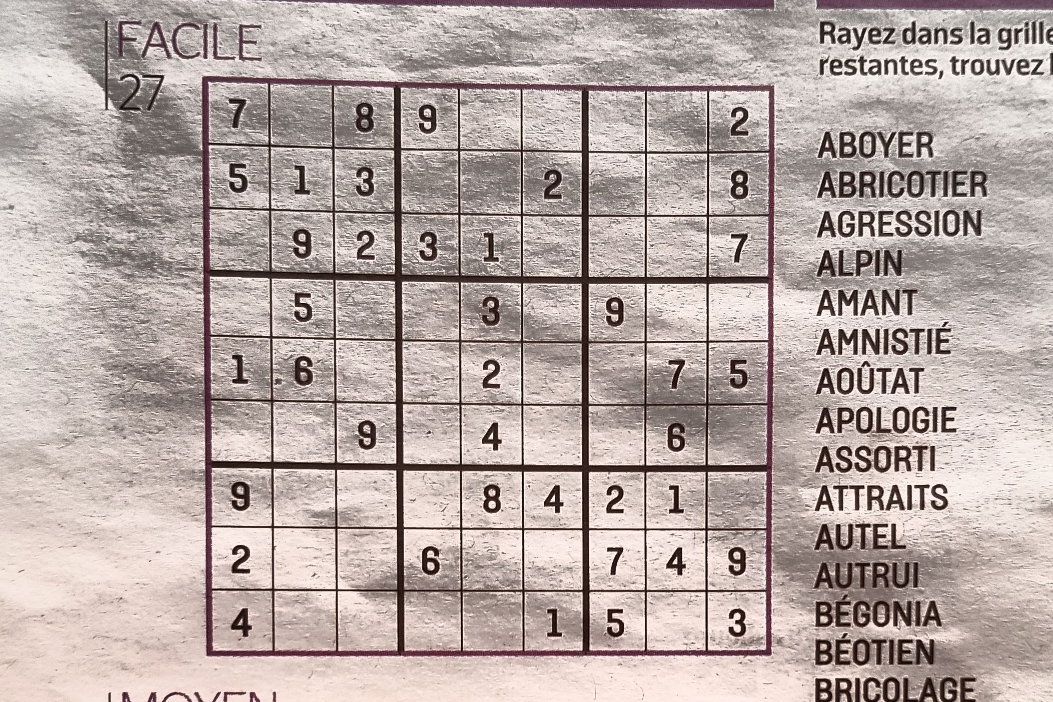 FACILE
27
7 8 9 2
5 1 3 2 8
9 2 3 1 7
5 3 9
1 6 2 7 5
9 4 6
9 8 4 2 1
2 6 7 4 9
4 1 5 3
MOYEN
Rayez dans la grille
restantes, trouvez
ABOYER
ABRICOTIER
AGRESSION
ALPIN
AMANT
AMNISTIÉ
AOÛTAT
APOLOGIE
ASSORTI
ATTRAITS
AUTEL
AUTRUI
BÉGONIA
BÉOTIEN
BRICOLAGE